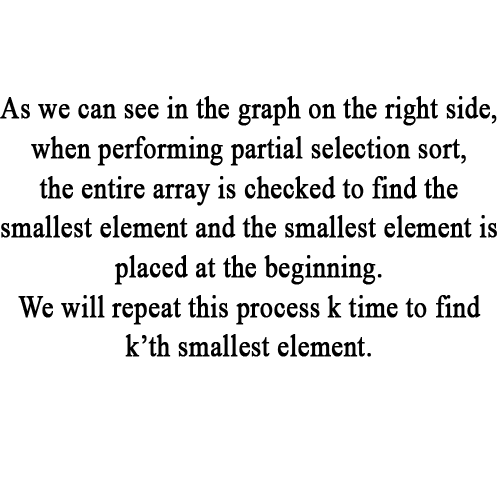 As we can see in the graph on the right side,
when performing partial selection sort,
the entire array is checked to find the
smallest element and the smallest element is
placed at the beginning.
We will repeat this process k time to find
k’th smallest element.